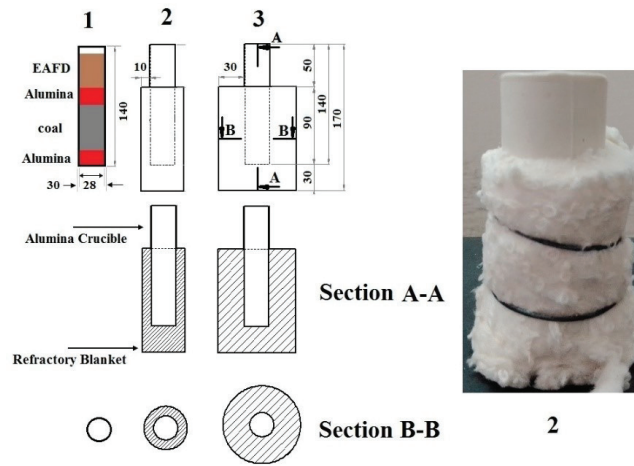 1
2
3
EAFD
Alumina
coal
Alumina
140
30
28
10
30
A
B
B
A
50
90
140
170
30
Alumina Crucible
Section A-A
Refractory Blanket
Section B-B
2